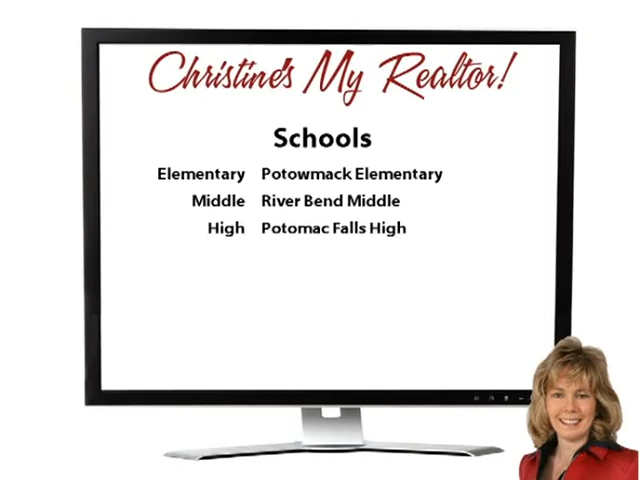 Christine's My Realtor!
Schools
Elementary Potowmack Elementary
Middle River Bend Middle
High Potomac Falls High